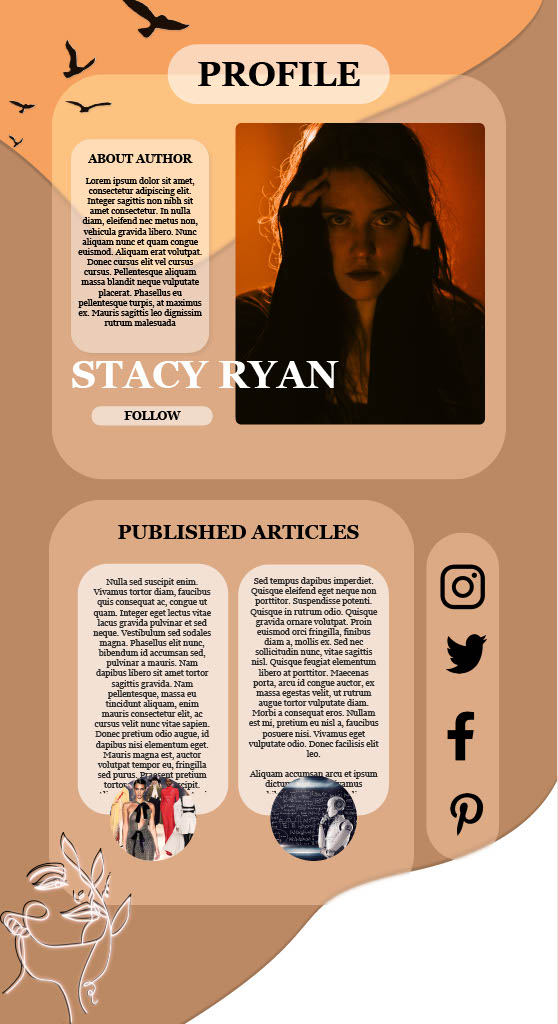 PROFILE
ABOUT AUTHOR
Lorem ipsum dolor sit amet,
consectetur adipiscing elit.
Integer sagittis non nibh sit
amet consectetur. In nulla
diam, eleifend nec metus non,
vehicula gravida libero. Nunc
aliquam nunc et quam congue
euismod. Aliquam erat volutpat.
Donec cursus elit vel cursus
cursus. Pellentesque aliquam
massa blandit neque vulputate
placerat. Phasellus eu
pellentesque turpis, at maximus
ex. Mauris sagittis leo dignissim
rutrum malesuada
STACY RYAN
FOLLOW
PUBLISHED ARTICLES
Nulla sed suscipit enim.
Vivamus tortor diam, faucibus
quis consequat ac, congue ut
quam. Integer eget lectus vitae
lacus gravida pulvinar et sed
neque. Vestibulum sed sodales
magna. Phasellus elit nunc,
bibendum id accumsan sed,
pulvinar a mauris. Nam
dapibus libero sit amet tortor
sagittis gravida. Nam
pellentesque, massa eu
tincidunt aliquam, enim
mauris consectetur elit, ac
cursus velit nunc vitae sapien.
Donec pretium odio augue, id
dapibus nisi elementum eget.
Mauris magna est, auctor
volutpat tempor eu, fringilla
sed purus. Praesent pretium
Sed tempus dapibus imperdiet.
Quisque eleifend eget neque non
porttitor. Suspendisse potenti.
Quisque in rutrum odio. Quisque
gravida ornare volutpat. Proin
euismod orci fringilla, finibus
diam a, mollis ex. Sed nec
sollicitudin nunc, vitae sagittis
nisl. Quisque feugiat elementum
libero at porttitor. Maecenas
porta, arcu id congue auctor, ex
massa egestas velit, ut rutrum
augue tortor vulputate diam.
Morbi a consequat eros. Nullam
est mi, pretium eu nisl a, faucibus
posuere nisi. Vivamus eget
vulputate odio. Donec facilisis elit
leo.
Aliquam accumsan arcu et ipsum